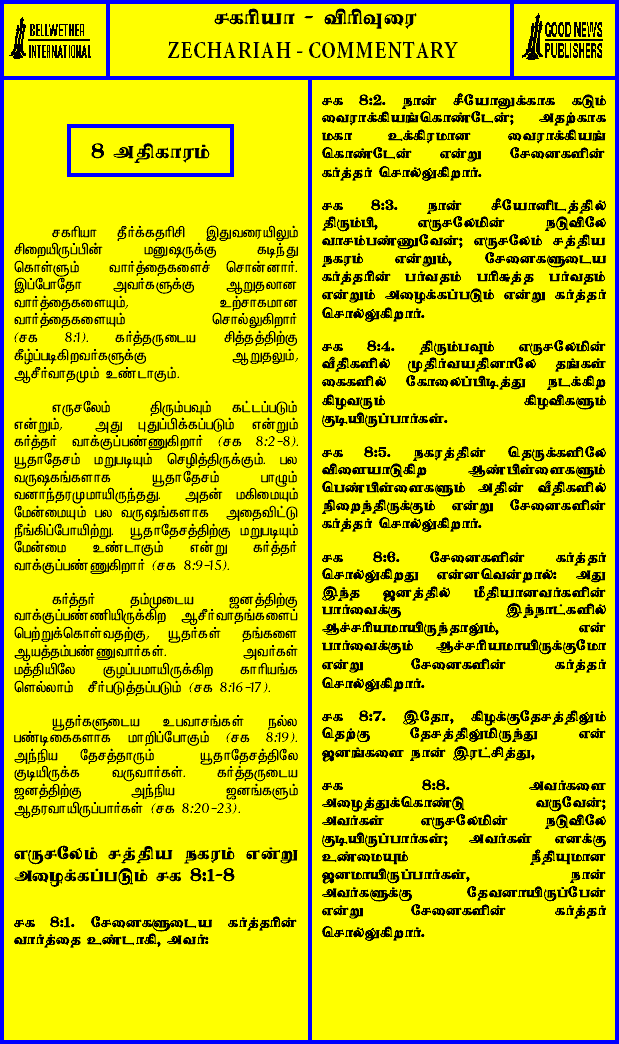 BELLWETHER
INTERNATIONAL
சகரியா - விரிவுரை
ZECHARIAH - COMMENTARY
GOOD NEWS
PUBLISHERS
8 அதிகாரம்
சகரியா தீர்க்கதரிசி இதுவரையிலும்
சிறையிருப்பின் மனுஷருக்கு கடிந்து
கொள்ளும் வார்த்தைகளைச் சொன்னார்.
இப்போதோ அவர்களுக்கு ஆறுதலான
வார்த்தைகளையும், உற்சாகமான
வார்த்தைகளையும் சொல்லுகிறார்
(சக 8:1). கர்த்தருடைய சித்தத்திற்கு
கீழ்ப்படிகிறவர்களுக்கு ஆறுதலும்,
ஆசீர்வாதமும் உண்டாகும்.
எருசலேம் திரும்பவும் கட்டப்படும்
என்றும், அது புதுப்பிக்கப்படும் என்றும்
கர்த்தர் வாக்குப்பண்ணுகிறார் (சக 8:2-8).
யூதாதேசம் மறுபடியும் செழித்திருக்கும். பல
வருஷகங்களாக யூதாதேசம் பாழும்
வனாந்தரமுமாயிருந்தது. அதன் மகிமையும்
மேன்மையும் பல வருஷங்களாக அதைவிட்டு
நீங்கிப்போயிற்று. யூதாதேசத்திற்கு மறுபடியும்
மேன்மை உண்டாகும் என்று கர்த்தர்
வாக்குப்பண்ணுகிறார் (சக 8:9-15).
கர்த்தர் தம்முடைய ஜனத்திற்கு
வாக்குப்பண்ணியிருக்கிற ஆசீர்வாதங்களைப்
பெற்றுக்கொள்வதற்கு, யூதர்கள் தங்களை
ஆயத்தம்பண்ணுவார்கள். அவர்கள்
மத்தியிலே குழப்பமாயிருக்கிற காரியங்க
ளெல்லாம் சீர்படுத்தப்படும் (சக 8:16-17).
யூதர்களுடைய உபவாசங்கள் நல்ல
பண்டிகைகளாக மாறிப்போகும் (சக 8:19).
அந்நிய தேசத்தாரும் யூதாதேசத்திலே
குடியிருக்க வருவார்கள். கர்த்தருடைய
ஜனத்திற்கு அந்நிய ஜனங்களும்
ஆதரவாயிருப்பார்கள் (சக 8:20-23).
எருசலேம் சத்திய நகரம் என்று
அழைக்கப்படும் சக 8:1-8
சக 8:1. சேனைகளுடைய கர்த்தரின்
வார்த்தை உண்டாகி, அவர்:
சக 8:2. நான் சீயோனுக்காக கடும்
வைராக்கியங்கொண்டேன்; அதற்காக
மகா உக்கிரமான வைராக்கியங்
கொண்டேன் என்று சேனைகளின்
கர்த்தர் சொல்லுகிறார்.
சக 8:3. நான் சீயோனிடத்தில்
திரும்பி, எருசலேமின் நடுவிலே
வாசம்பண்ணுவேன்; எருசலேம் சத்திய
நகரம் என்றும், சேனைகளுடைய
கர்த்தரின் பர்வதம் பரிசுத்த பர்வதம்
என்றும் அழைக்கப்படும் என்று கர்த்தர்
சொல்லுகிறார்.
சக 8:4. திரும்பவும் எருசலேமின்
வீதிகளில் முதிர்வயதினாலே தங்கள்
கைகளில் கோலைப்பிடித்து நடக்கிற
கிழவரும் கிழவிகளும்
குடியிருப்பார்கள்.
சக 8:5. நகரத்தின் தெருக்களிலே
விளையாடுகிற ஆண்பிள்ளைகளும்
பெண்பிள்ளைகளும் அதின் வீதிகளில்
நிறைந்திருக்கும் என்று சேனைகளின்
கர்த்தர் சொல்லுகிறார்.
சக 8:6. சேனைகளின் கர்த்தர்
சொல்லுகிறது என்னவென்றால்: அது
இந்த ஜனத்தில் மீதியானவர்களின்
பார்வைக்கு இந்நாட்களில்
ஆச்சரியமாயிருந்தாலும், என்
பார்வைக்கும் ஆச்சரியமாயிருக்குமோ
என்று சேனைகளின் கர்த்தர்
சொல்லுகிறார்.
சக 8:7. இதோ, கிழக்குதேசத்திலும்
தெற்கு தேசத்திலுமிருந்து என்
ஜனங்களை நான் இரட்சித்து,
சக 8:8. அவர்களை
அழைத்துக்கொண்டு வருவேன்;
அவர்கள் எருசலேமின் நடுவிலே
குடியிருப்பார்கள்; அவர்கள் எனக்கு
உண்மையும் நீதியுமான
ஜனமாயிருப்பார்கள், நான்
அவர்களுக்கு தேவனாயிருப்பேன்
என்று சேனைகளின் கர்த்தர்
சொல்லுகிறார்.